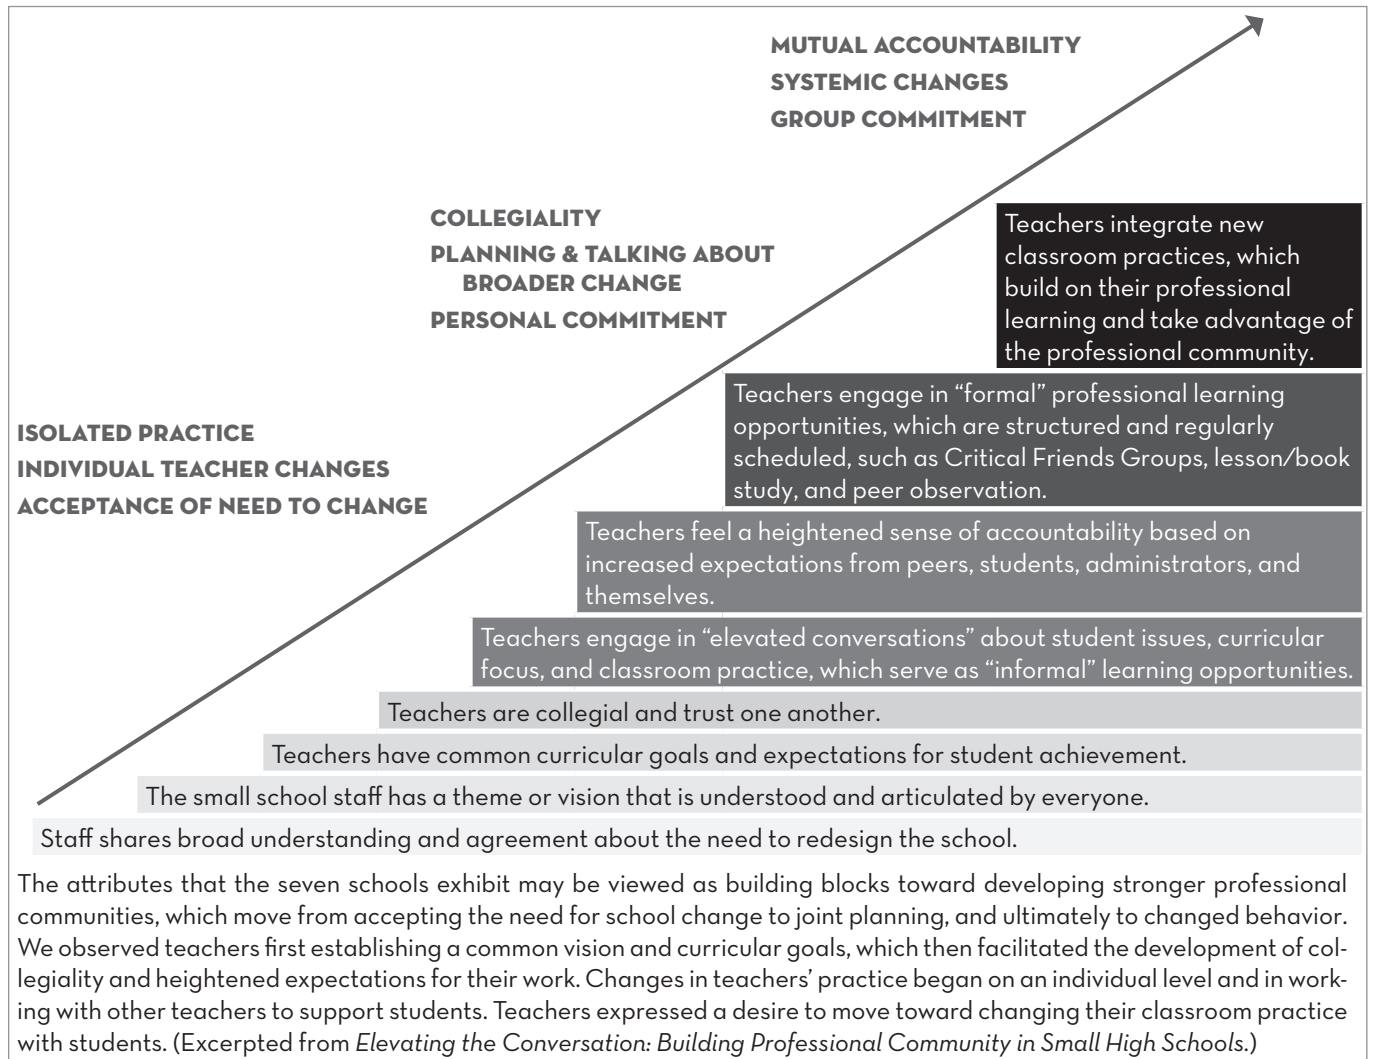 MUTUAL ACCOUNTABILITY
SYSTEMIC CHANGES
GROUP COMMITMENT
COLLEGIALITY
PLANNING & TALKING ABOUT
BROADER CHANGE
PERSONAL COMMITMENT
ISOLATED PRACTICE
INDIVIDUAL TEACHER CHANGES
ACCEPTANCE OF NEED TO CHANGE
Teachers integrate new
classroom practices, which
build on their professional
learning and take advantage of
the professional community.
Teachers engage in “formal” professional learning
opportunities, which are structured and regularly
scheduled, such as Critical Friends Groups, lesson/book
study, and peer observation.
Teachers feel a heightened sense of accountability based on
increased expectations from peers, students, administrators, and
themselves.
Teachers engage in “elevated conversations” about student issues, curricular
focus, and classroom practice, which serve as “informal” learning opportunities.
Teachers are collegial and trust one another.
Teachers have common curricular goals and expectations for student achievement.
The small school staff has a theme or vision that is understood and articulated by everyone.
Staff shares broad understanding and agreement about the need to redesign the school.
The attributes that the seven schools exhibit may be viewed as building blocks toward developing stronger professional
communities, which move from accepting the need for school change to joint planning, and ultimately to changed behavior.
We observed teachers first establishing a common vision and curricular goals, which then facilitated the development of col-
legiality and heightened expectations for their work. Changes in teachers’ practice began on an individual level and in work-
ing with other teachers to support students. Teachers expressed a desire to move toward changing their classroom practice
with students. (Excerpted from Elevating the Conversation: Building Professional Community in Small High Schools.)